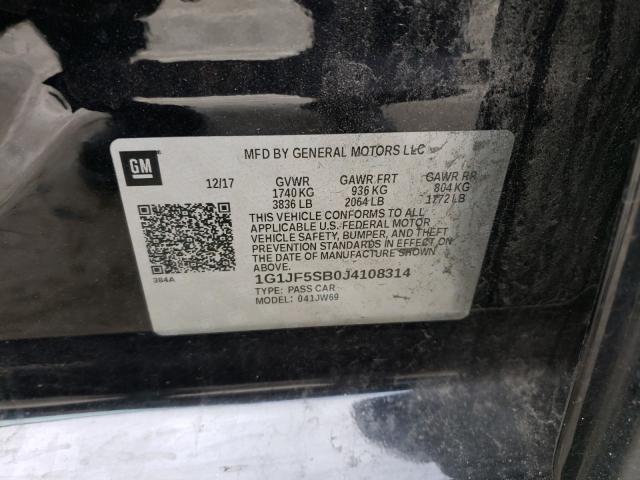 GM
MFD BY GENERAL MOTORS LLC
12/17 GVWR GAWR FRT GAWR RR
1740 KG 936 KG 804 KG
3836 LB 2064 LB 1772 LB
THIS VEHICLE CONFORMS TO ALL
APPLICABLE U.S. FEDERAL MOTOR
VEHICLE SAFETY, BUMPER, AND THEFT
PREVENTION STANDARDS IN EFFECT ON
THE DATE OF MANUFACTURE SHOWN
ABOVE.
384A
1G1JF5SB0J4108314
TYPE: PASS CAR
MODEL: 041JW69